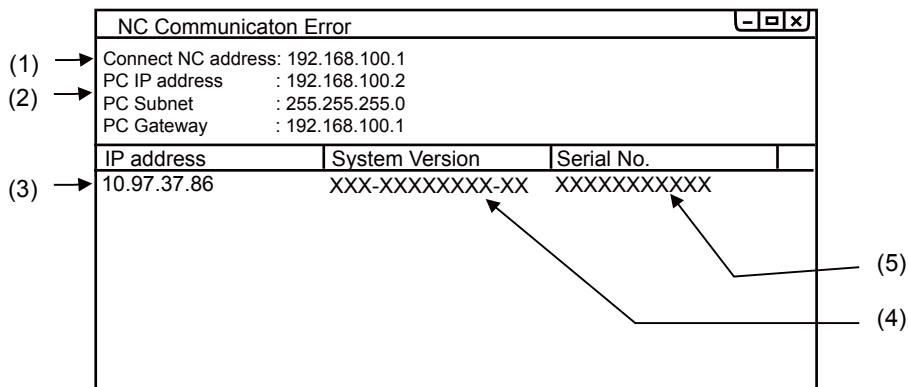 NC Communicaton Error
(1) Connect NC address: 192.168.100.1
(2) PC IP address : 192.168.100.2
PC Subnet : 255.255.255.0
PC Gateway : 192.168.100.1
IP address System Version Serial No.
(3) 10.97.37.86 XXX-XXXXXXXX-XX XXXXXXXXXXX
(5)
(4)